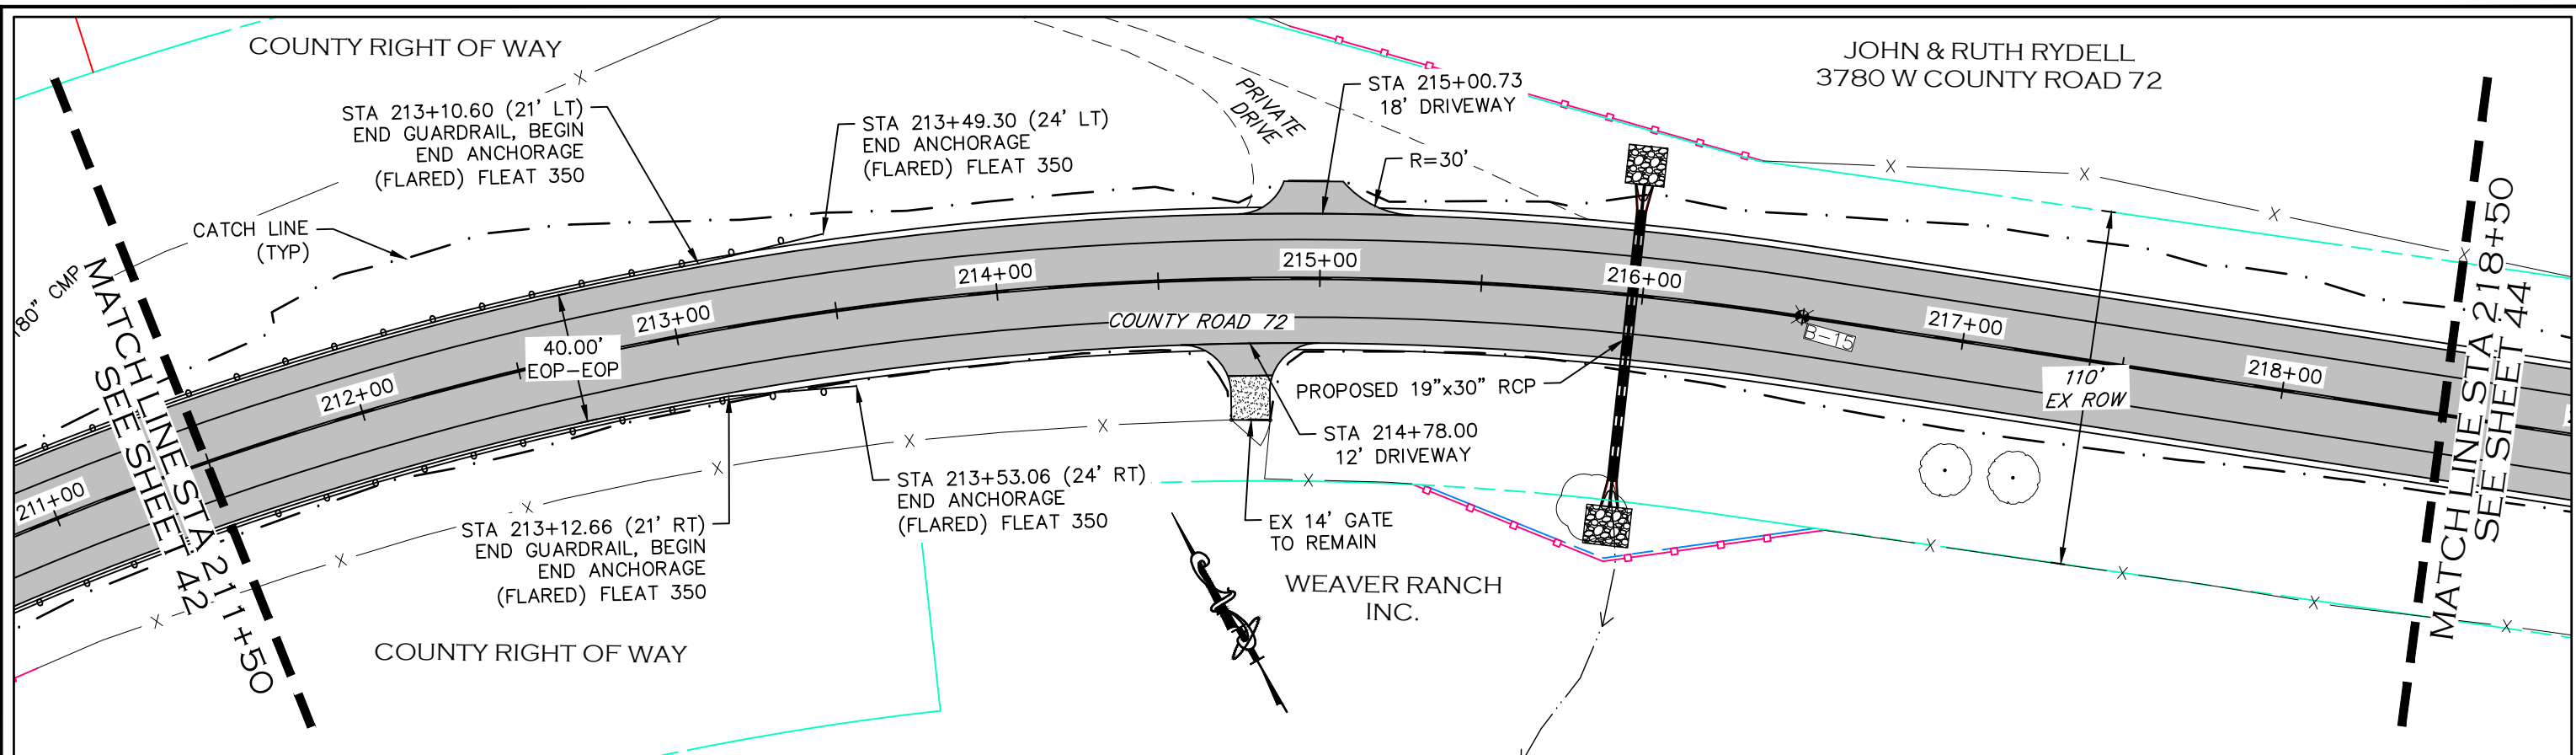 COUNTY RIGHT OF WAY
JOHN & RUTH RYDELL
3780 W COUNTY ROAD 72
STA 213+10.60 (21' LT)
END GUARDRAIL, BEGIN
END ANCHORAGE
(FLARED) FLEAT 350
STA 213+49.30 (24' LT)
END ANCHORAGE
(FLARED) FLEAT 350
PRIVATE
DRIVE
STA 215+00.73
18' DRIVEWAY
R=30'
CATCH LINE
(TYP)
180" CMP
MATCH LINE STA 211+50
SEE SHEET 42
211+00
212+00
213+00
214+00
215+00
216+00
217+00
218+00
40.00'
EOP-EOP
COUNTY ROAD 72
B-15
110'
EX ROW
PROPOSED 19"x30" RCP
STA 214+78.00
12' DRIVEWAY
STA 213+53.06 (24' RT)
END ANCHORAGE
(FLARED) FLEAT 350
STA 213+12.66 (21' RT)
END GUARDRAIL, BEGIN
END ANCHORAGE
(FLARED) FLEAT 350
EX 14' GATE
TO REMAIN
WEAVER RANCH
INC.
COUNTY RIGHT OF WAY
MATCH LINE STA 218+50
SEE SHEET 44